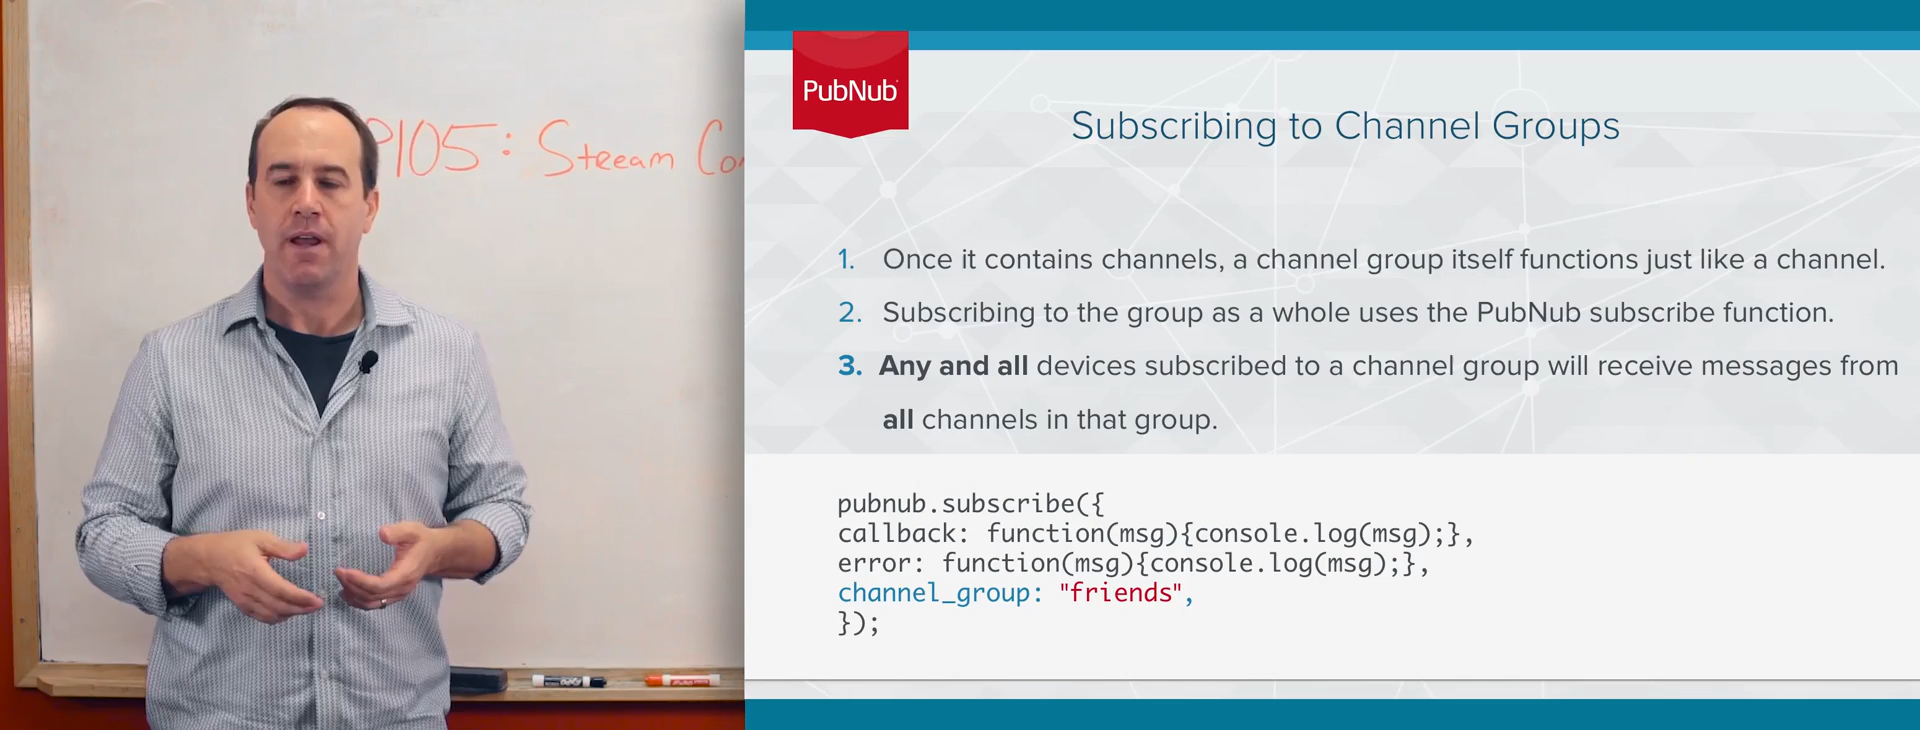 P105: Steeam Co
PubNub
Subscribing to Channel Groups
1. Once it contains channels, a channel group itself functions just like a channel.
2. Subscribing to the group as a whole uses the PubNub subscribe function.
3. Any and all devices subscribed to a channel group will receive messages from
all channels in that group.
pubnub.subscribe({
callback: function(msg){console.log(msg);},
error: function(msg){console.log(msg);},
channel_group: "friends",
});